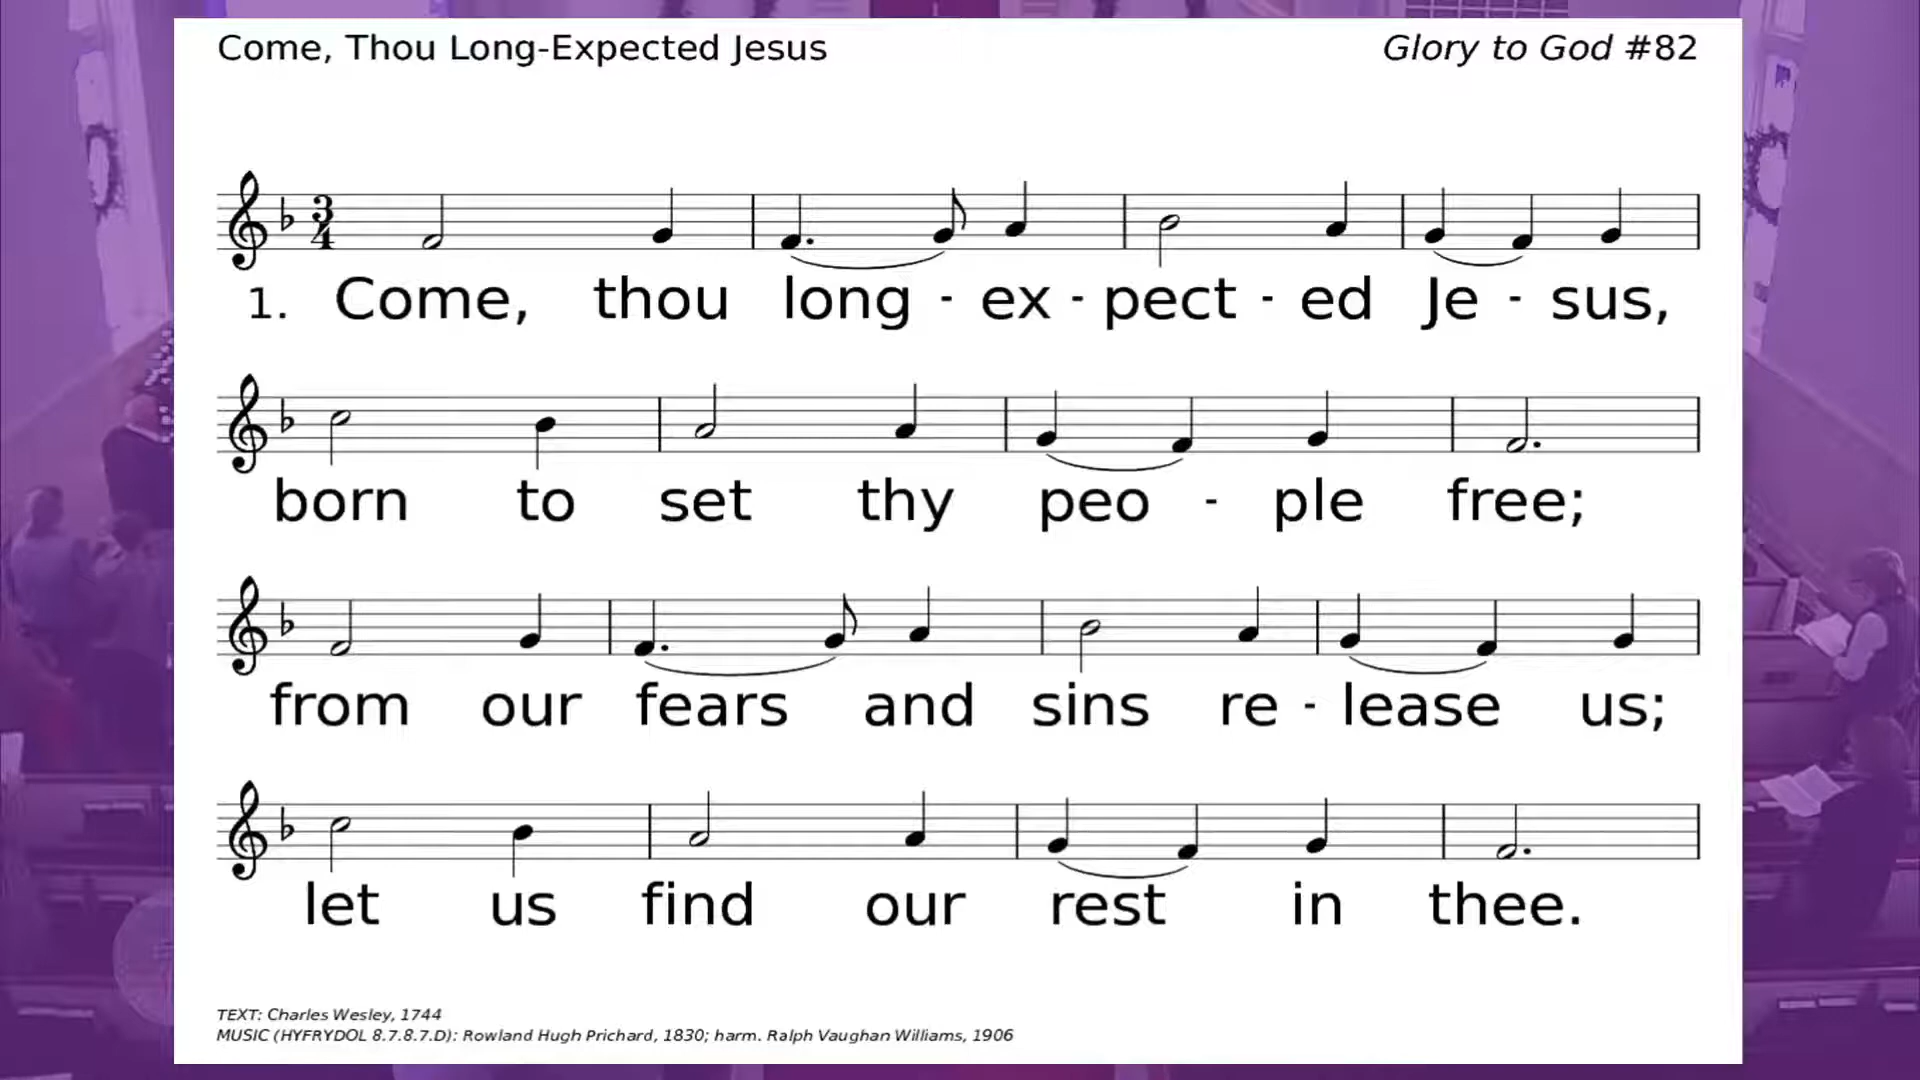 Come, Thou Long-Expected Jesus
Glory to God #82
3
4
1. Come, thou long - ex - pect - ed Je - sus,
born to set thy peo - ple free;
from our fears and sins re - lease us;
let us find our rest in thee.
TEXT: Charles Wesley, 1744
MUSIC (HYFRYDOL 8.7.8.7.D): Rowland Hugh Prichard, 1830; harm. Ralph Vaughan Williams, 1906